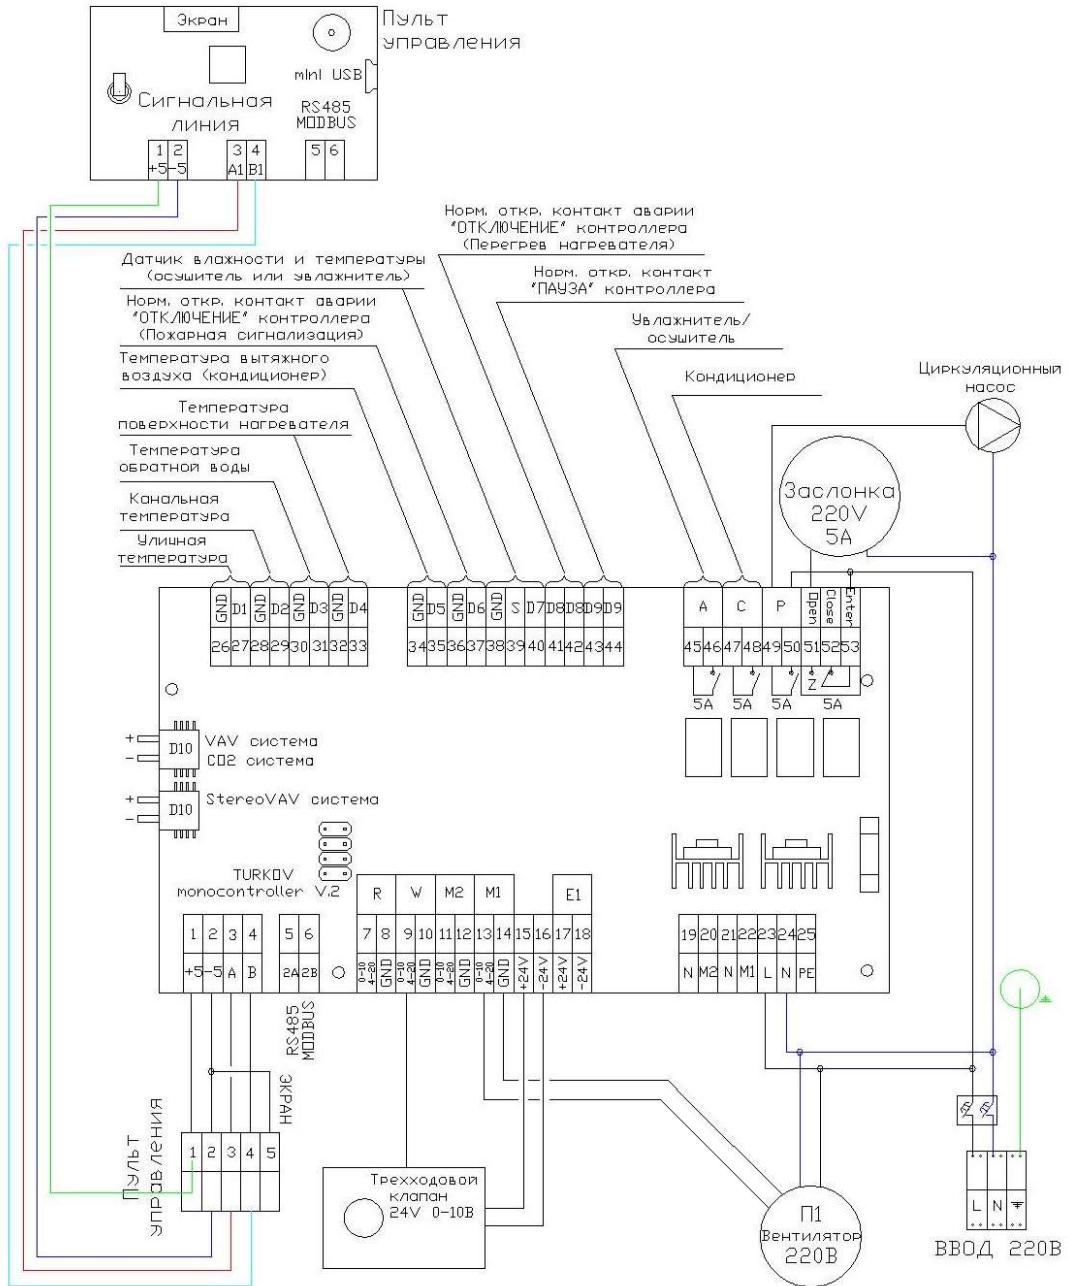 Экран
Пульт
управления
mini USB
Сигнальная
линия
RS485
MODBUS
1 2 3 4 5 6
+5 -5 A1 B1
Норм. откр. контакт аварии
"ОТКЛЮЧЕНИЕ" контроллера
(Перегрев нагревателя)
Датчик влажности и температуры
(осушитель или увлажнитель)
Норм. откр. контакт
"ПАУЗА" контроллера
Норм. откр. контакт аварии
"ОТКЛЮЧЕНИЕ" контроллера
(Пожарная сигнализация)
Увлажнитель/
осушитель
Температура вытяжного
воздуха (кондиционер)
Кондиционер
Циркуляционный
насос
Температура
поверхности нагревателя
Температура
обратной воды
Заслонка
220V
5A
Канальная
температура
Уличная
температура
GND D1 GND D2 GND D3 GND D4 GND D5 GND D6 GND S D7 D8 D8 D9 D9 A C P Open Close Enter
26 27 28 29 30 31 32 33 34 35 36 37 38 39 40 41 42 43 44 45 46 47 48 49 50 51 52 53
Z
5A 5A 5A 5A
+ - D10 VAV система
CO2 система
+ - D10 StereoVAV система
TURKOV
monocontroller V.2
R W M2 M1 E1
1 2 3 4 5 6 7 8 9 10 11 12 13 14 15 16 17 18 19 20 21 22 23 24 25
+5 -5 A B 2A 2B 0-10 4-20 GND 0-10 4-20 GND 0-10 4-20 GND 0-10 4-20 GND +24V -24V +24V -24V N M2 N M1 L N PE
RS485
MODBUS
ЭКРАН
Пульт
управления
1 2 3 4 5
Трехходовой
клапан
24V 0-10В
П1
Вентилятор
220В
L N
ВВОД 220В